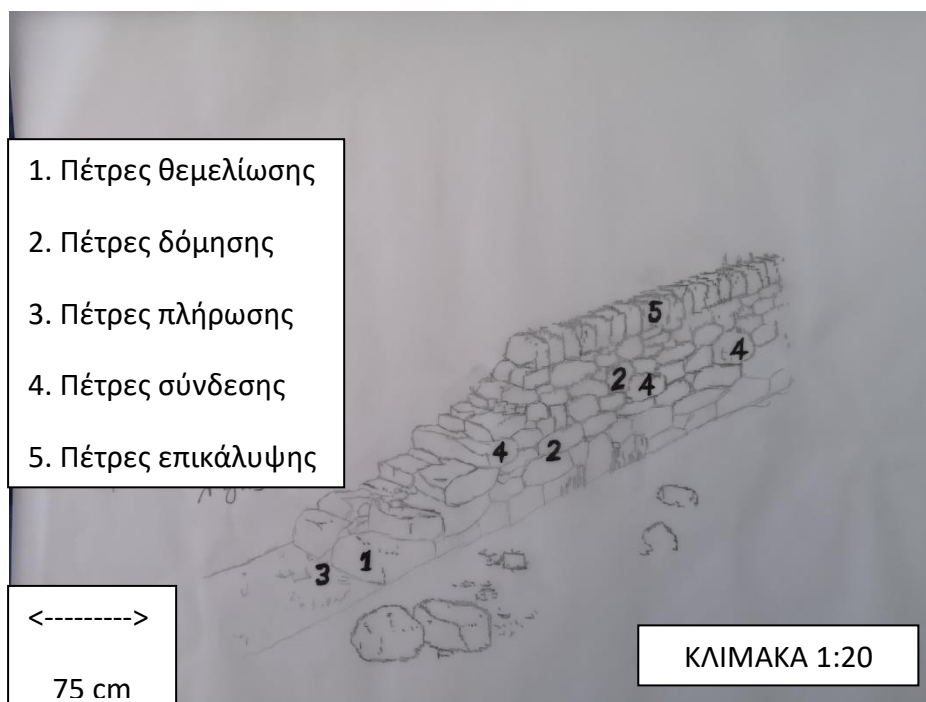 1. Πέτρες θεμελίωσης
2. Πέτρες δόμησης
3. Πέτρες πλήρωσης
4. Πέτρες σύνδεσης
5. Πέτρες επικάλυψης
5
4
2 4
4 2
3 1
<--------->
75 cm
ΚΛΙΜΑΚΑ 1:20